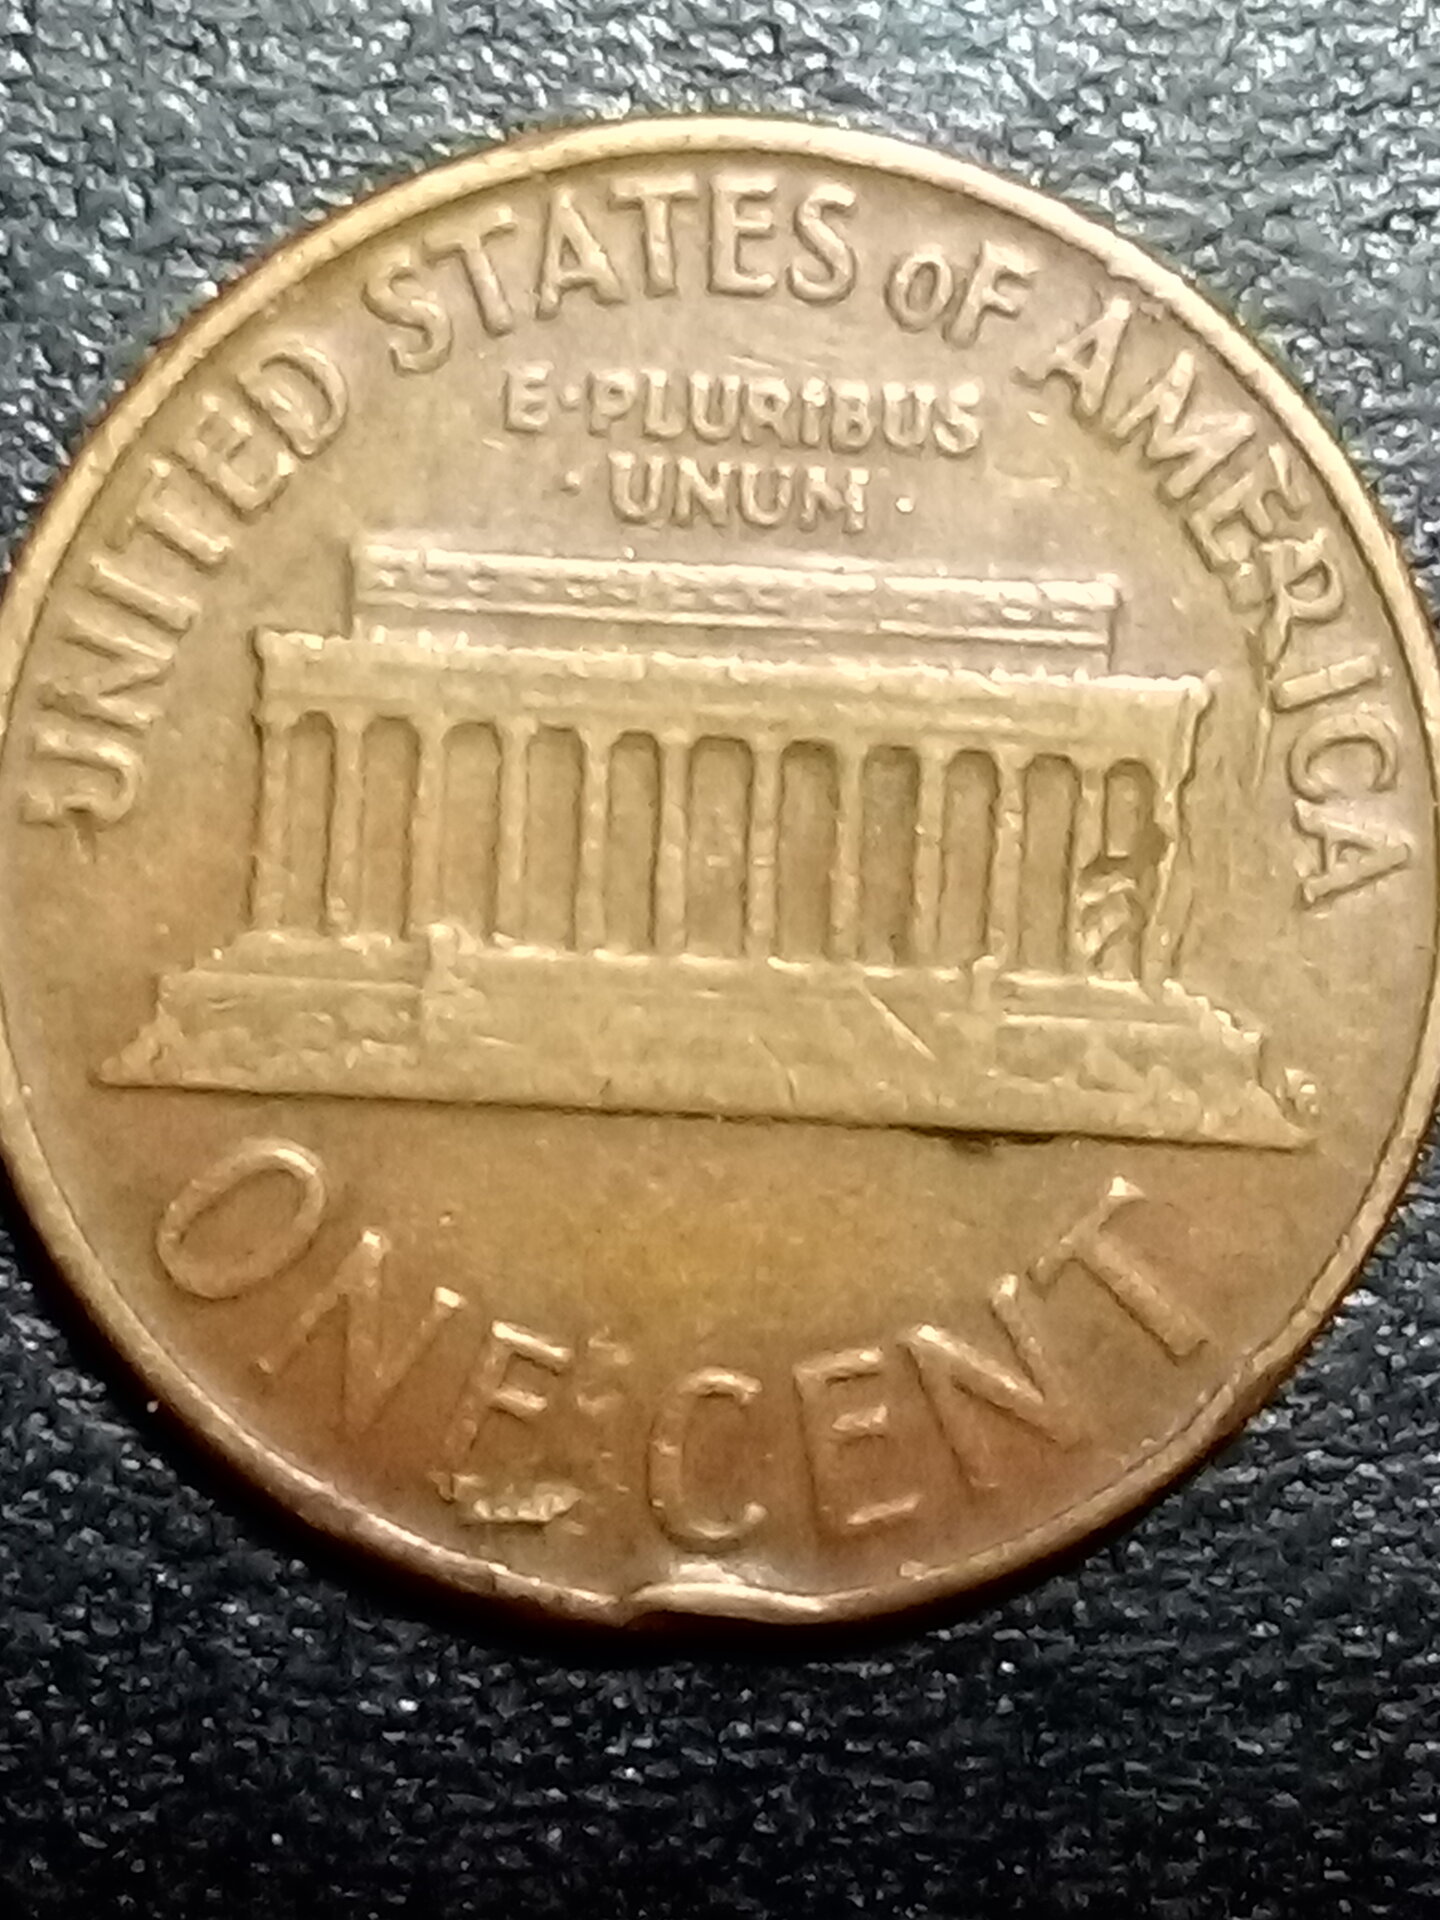 UNITED STATES OF AMERICA
E·PLURIBUS
·UNUM·
ONE CENT